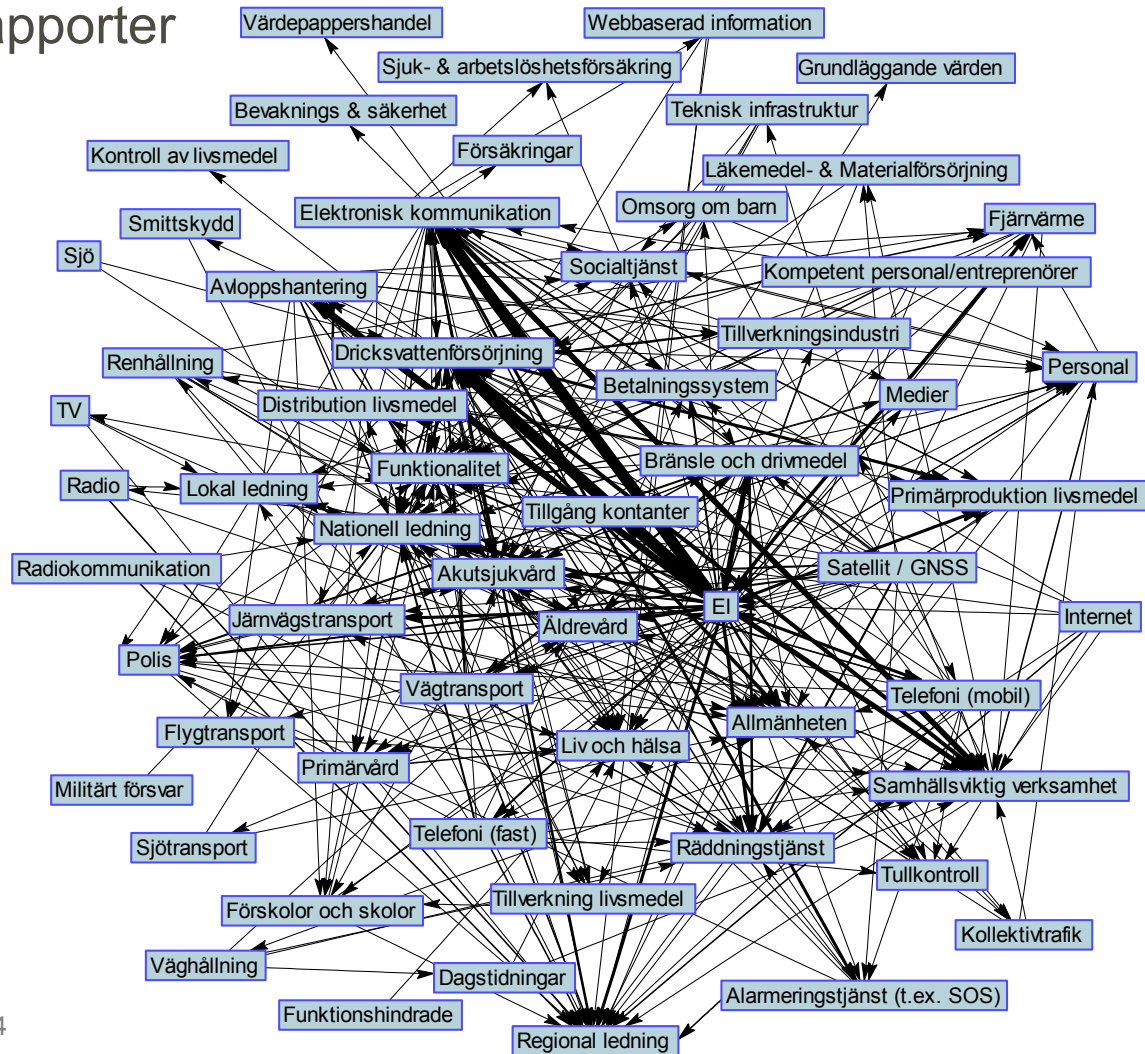 apporter
Värdepappershandel
Webbaserad information
Sjuk- & arbetslöshetsförsäkring
Grundläggande värden
Bevaknings & säkerhet
Teknisk infrastruktur
Kontroll av livsmedel
Försäkringar
Läkemedel- & Materialförsörjning
Elektronisk kommunikation
Omsorg om barn
Fjärrvärme
Smittskydd
Sjö
Socialtjänst
Kompetent personal/entreprenörer
Avloppshantering
Tillverkningsindustri
Renhållning
Dricksvattenförsörjning
Personal
Betalningssystem
Medier
TV
Distribution livsmedel
Funktionalitet
Bränsle och drivmedel
Radio
Lokal ledning
Primärproduktion livsmedel
Tillgång kontanter
Nationell ledning
Radiokommunikation
Akutsjukvård
Satellit / GNSS
El
Järnvägstransport
Äldrevård
Internet
Polis
Vägtransport
Telefoni (mobil)
Flygtransport
Allmänheten
Liv och hälsa
Primärvård
Militärt försvar
Samhällsviktig verksamhet
Sjötransport
Telefoni (fast)
Räddningstjänst
Tullkontroll
Förskolor och skolor
Tillverkning livsmedel
Kollektivtrafik
Väghållning
Dagstidningar
Alarmeringstjänst (t.ex. SOS)
Funktionshindrade
4
Regional ledning